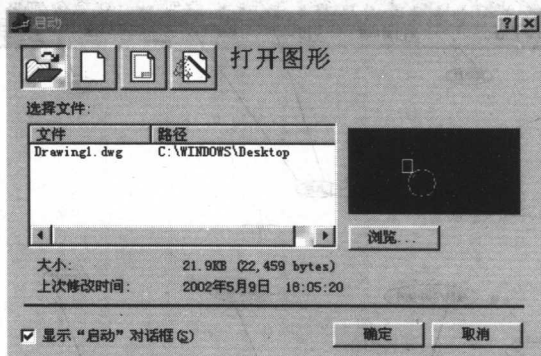 启动
打开图形
选择文件:
文件 路径
Drawing1.dwg C:\WINDOWS\Desktop
浏览...
大小: 21.9KB (22,459 bytes)
上次修改时间: 2002年5月9日 18:05:20
显示“启动”对话框(S)
确定 取消